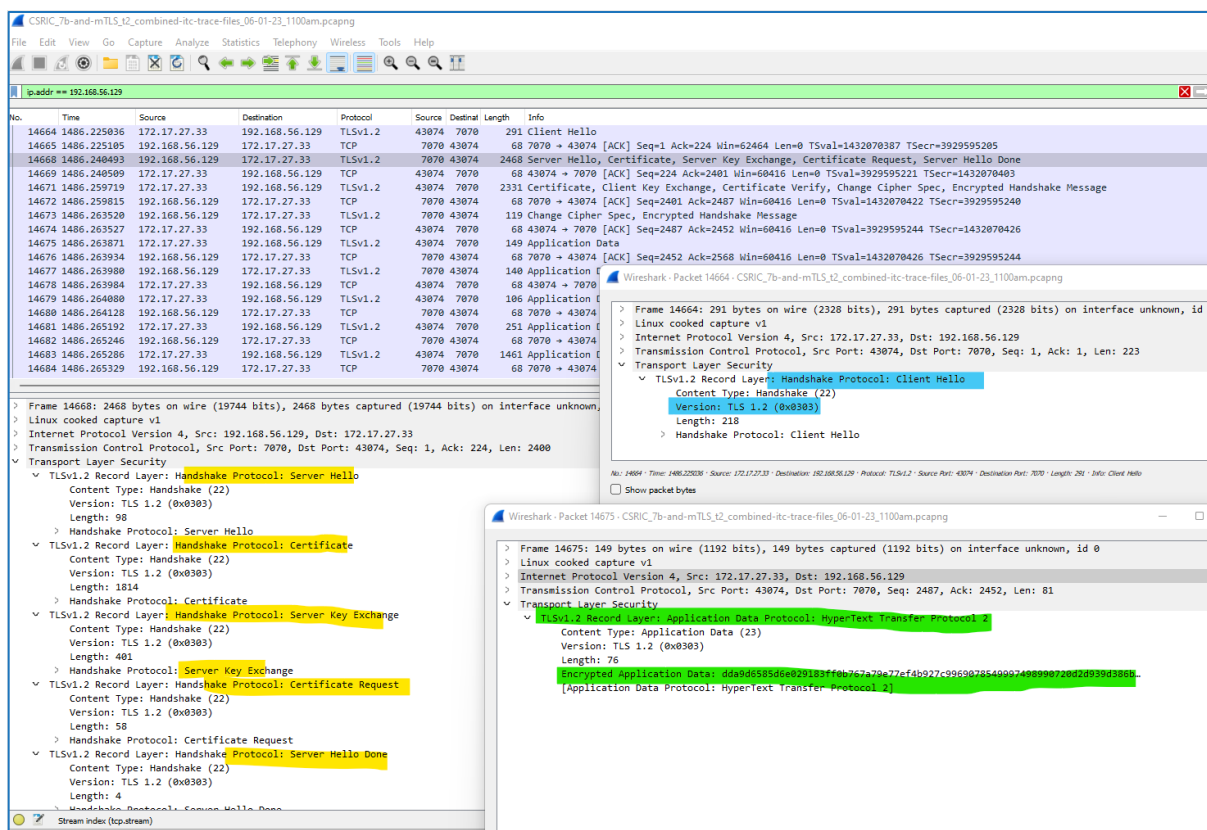 CSRIC_7b-and-mTLS_t2_combined-itc-trace-files_06-01-23_1100am.pcapng
File Edit View Go Capture Analyze Statistics Telephony Wireless Tools Help
ip.addr == 192.168.56.129
No. Time Source Destination Protocol Source Destinat Length Info
14664 1486.225036 172.17.27.33 192.168.56.129 TLSv1.2 43074 7070 291 Client Hello
14665 1486.225105 192.168.56.129 172.17.27.33 TCP 7070 43074 68 7070 → 43074 [ACK] Seq=1 Ack=224 Win=62464 Len=0 TSval=1432070387 TSecr=3929595205
14668 1486.240493 192.168.56.129 172.17.27.33 TLSv1.2 7070 43074 2468 Server Hello, Certificate, Server Key Exchange, Certificate Request, Server Hello Done
14669 1486.240509 172.17.27.33 192.168.56.129 TCP 43074 7070 68 43074 → 7070 [ACK] Seq=224 Ack=2401 Win=60416 Len=0 TSval=3929595221 TSecr=1432070403
14671 1486.259719 172.17.27.33 192.168.56.129 TLSv1.2 43074 7070 2331 Certificate, Client Key Exchange, Certificate Verify, Change Cipher Spec, Encrypted Handshake Message
14672 1486.259815 192.168.56.129 172.17.27.33 TCP 7070 43074 68 7070 → 43074 [ACK] Seq=2401 Ack=2487 Win=60416 Len=0 TSval=1432070422 TSecr=3929595240
14673 1486.263520 192.168.56.129 172.17.27.33 TLSv1.2 7070 43074 119 Change Cipher Spec, Encrypted Handshake Message
14674 1486.263527 172.17.27.33 192.168.56.129 TCP 43074 7070 68 43074 → 7070 [ACK] Seq=2487 Ack=2452 Win=60416 Len=0 TSval=3929595244 TSecr=1432070426
14675 1486.263871 172.17.27.33 192.168.56.129 TLSv1.2 43074 7070 149 Application Data
14676 1486.263934 192.168.56.129 172.17.27.33 TCP 7070 43074 68 7070 → 43074 [ACK] Seq=2452 Ack=2568 Win=60416 Len=0 TSval=1432070426 TSecr=3929595244
14677 1486.263980 192.168.56.129 172.17.27.33 TLSv1.2 7070 43074 140 Application D
14678 1486.263984 172.17.27.33 192.168.56.129 TCP 43074 7070 68 43074 → 7070
14679 1486.264080 172.17.27.33 192.168.56.129 TLSv1.2 43074 7070 106 Application D
14680 1486.264128 192.168.56.129 172.17.27.33 TCP 7070 43074 68 7070 → 43074
14681 1486.265192 172.17.27.33 192.168.56.129 TLSv1.2 43074 7070 251 Application D
14682 1486.265246 192.168.56.129 172.17.27.33 TCP 7070 43074 68 7070 → 43074
14683 1486.265286 172.17.27.33 192.168.56.129 TLSv1.2 43074 7070 1461 Application D
14684 1486.265329 192.168.56.129 172.17.27.33 TCP 7070 43074 68 7070 → 43074
Wireshark · Packet 14664 · CSRIC_7b-and-mTLS_t2_combined-itc-trace-files_06-01-23_1100am.pcapng
Frame 14664: 291 bytes on wire (2328 bits), 291 bytes captured (2328 bits) on interface unknown, id
Linux cooked capture v1
Internet Protocol Version 4, Src: 172.17.27.33, Dst: 192.168.56.129
Transmission Control Protocol, Src Port: 43074, Dst Port: 7070, Seq: 1, Ack: 1, Len: 223
Transport Layer Security
TLSv1.2 Record Layer: Handshake Protocol: Client Hello
Content Type: Handshake (22)
Version: TLS 1.2 (0x0303)
Length: 218
Handshake Protocol: Client Hello
No.: 14664 · Time: 1486.225036 · Source: 172.17.27.33 · Destination: 192.168.56.129 · Protocol: TLSv1.2 · Source Port: 43074 · Destination Port: 7070 · Length: 291 · Info: Client Hello
Show packet bytes
Frame 14668: 2468 bytes on wire (19744 bits), 2468 bytes captured (19744 bits) on interface unknown,
Linux cooked capture v1
Internet Protocol Version 4, Src: 192.168.56.129, Dst: 172.17.27.33
Transmission Control Protocol, Src Port: 7070, Dst Port: 43074, Seq: 1, Ack: 224, Len: 2400
Transport Layer Security
TLSv1.2 Record Layer: Handshake Protocol: Server Hello
Content Type: Handshake (22)
Version: TLS 1.2 (0x0303)
Length: 98
Handshake Protocol: Server Hello
TLSv1.2 Record Layer: Handshake Protocol: Certificate
Content Type: Handshake (22)
Version: TLS 1.2 (0x0303)
Length: 1814
Handshake Protocol: Certificate
TLSv1.2 Record Layer: Handshake Protocol: Server Key Exchange
Content Type: Handshake (22)
Version: TLS 1.2 (0x0303)
Length: 401
Handshake Protocol: Server Key Exchange
TLSv1.2 Record Layer: Handshake Protocol: Certificate Request
Content Type: Handshake (22)
Version: TLS 1.2 (0x0303)
Length: 58
Handshake Protocol: Certificate Request
TLSv1.2 Record Layer: Handshake Protocol: Server Hello Done
Content Type: Handshake (22)
Version: TLS 1.2 (0x0303)
Length: 4
Handshake Protocol: Server Hello Done
Stream index (tcp.stream)
Wireshark · Packet 14675 · CSRIC_7b-and-mTLS_t2_combined-itc-trace-files_06-01-23_1100am.pcapng
Frame 14675: 149 bytes on wire (1192 bits), 149 bytes captured (1192 bits) on interface unknown, id 0
Linux cooked capture v1
Internet Protocol Version 4, Src: 172.17.27.33, Dst: 192.168.56.129
Transmission Control Protocol, Src Port: 43074, Dst Port: 7070, Seq: 2487, Ack: 2452, Len: 81
Transport Layer Security
TLSv1.2 Record Layer: Application Data Protocol: HyperText Transfer Protocol 2
Content Type: Application Data (23)
Version: TLS 1.2 (0x0303)
Length: 76
Encrypted Application Data: dda9d6585d6e029183ff0b767a79e77ef4b927c9969078549997498990720d2d939d386b…
[Application Data Protocol: HyperText Transfer Protocol 2]